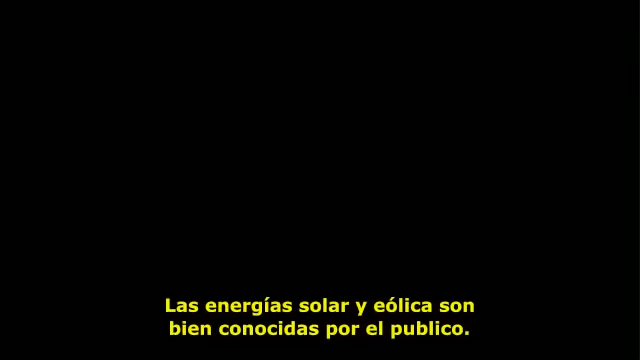 Las energías solar y eólica son
bien conocidas por el publico.